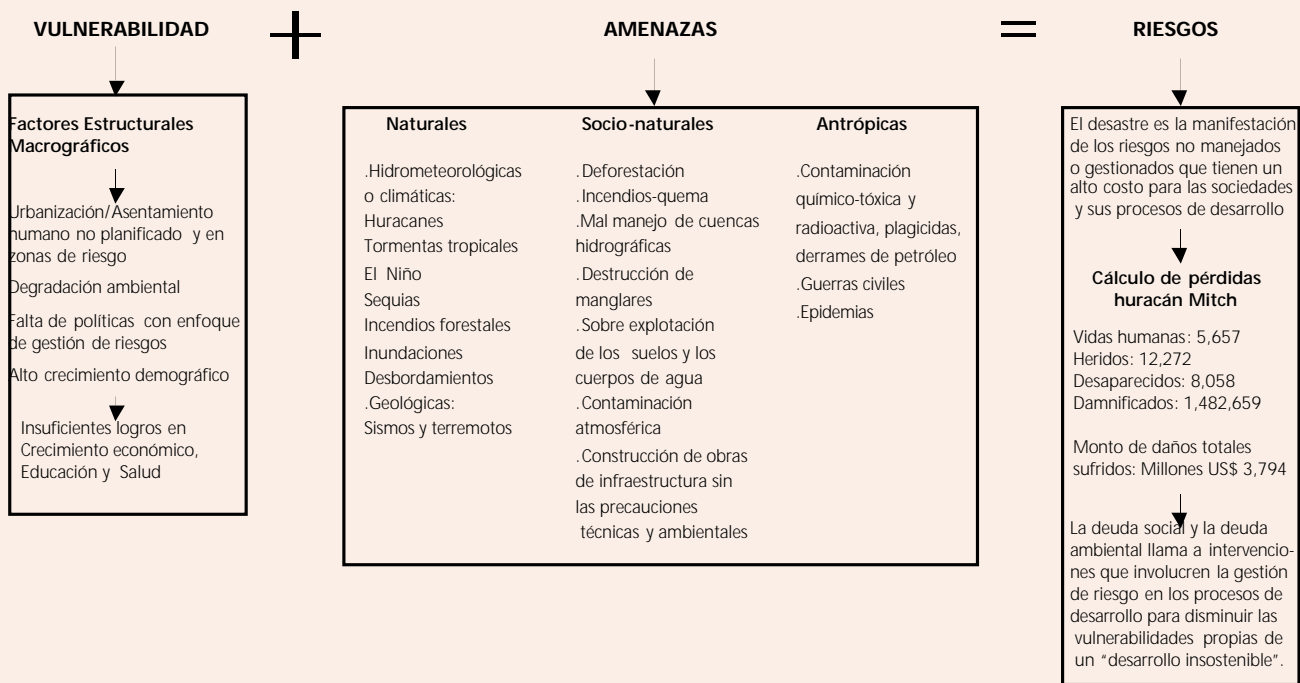 VULNERABILIDAD
Factores Estructurales
Macrográficos
Urbanización/Asentamiento
humano no planificado y en
zonas de riesgo
Degradación ambiental
Falta de políticas con enfoque
de gestión de riesgos
Alto crecimiento demográfico
Insuficientes logros en
Crecimiento económico,
Educación y Salud
+
AMENAZAS
Naturales
.Hidrometeorológicas
o climáticas:
Huracanes
Tormentas tropicales
El Niño
Sequias
Incendios forestales
Inundaciones
Desbordamientos
.Geológicas:
Sismos y terremotos
Socio-naturales
.Deforestación
.Incendios-quema
.Mal manejo de cuencas
hidrográficas
.Destrucción de
manglares
.Sobre explotación
de los suelos y los
cuerpos de agua
.Contaminación
atmosférica
.Construcción de obras
de infraestructura sin
las precauciones
técnicas y ambientales
Antrópicas
.Contaminación
químico-tóxica y
radioactiva, plagicidas,
derrames de petróleo
.Guerras civiles
.Epidemias
=
RIESGOS
El desastre es la manifestación
de los riesgos no manejados
o gestionados que tienen un
alto costo para las sociedades
y sus procesos de desarrollo
Cálculo de pérdidas
huracán Mitch
Vidas humanas: 5,657
Heridos: 12,272
Desaparecidos: 8,058
Damnificados: 1,482,659
Monto de daños totales
sufridos: Millones US$ 3,794
La deuda social y la deuda
ambiental llama a intervencio-
nes que involucren la gestión
de riesgo en los procesos de
desarrollo para disminuir las
vulnerabilidades propias de
un “desarrollo insostenible”.